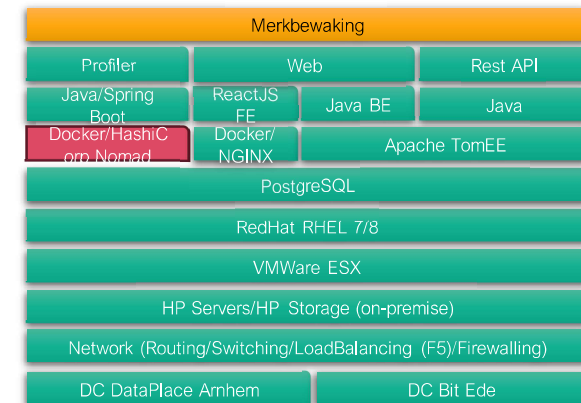 Merkbewaking
Profiler
Web
Rest API
Java/Spring
Boot
ReactJS
FE
Java BE
Java
Docker/HashiC
orp Nomad
Docker/
NGINX
Apache TomEE
PostgreSQL
RedHat RHEL 7/8
VMWare ESX
HP Servers/HP Storage (on-premise)
Network (Routing/Switching/LoadBalancing (F5)/Firewalling)
DC DataPlace Arnhem
DC Bit Ede